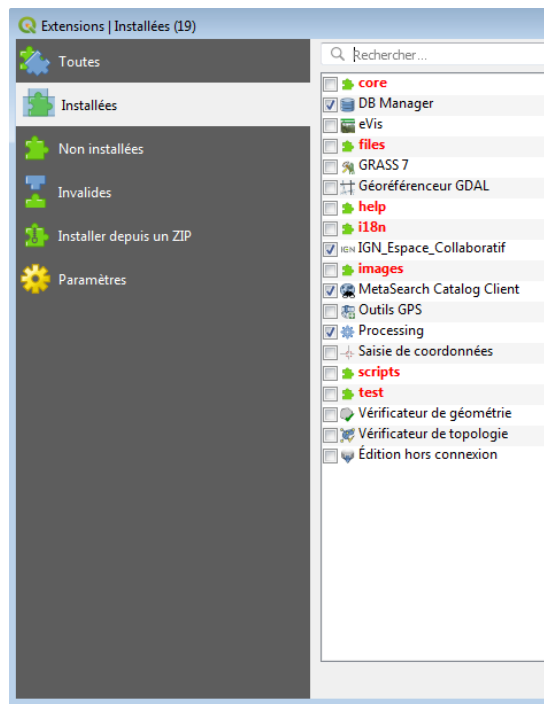 Extensions | Installées (19)
Toutes
Installées
Non installées
Invalides
Installer depuis un ZIP
Paramètres
Rechercher...
core
DB Manager
eVis
files
GRASS 7
Géoréférenceur GDAL
help
i18n
IGN IGN_Espace_Collaboratif
images
MetaSearch Catalog Client
Outils GPS
Processing
Saisie de coordonnées
scripts
test
Vérificateur de géométrie
Vérificateur de topologie
Édition hors connexion